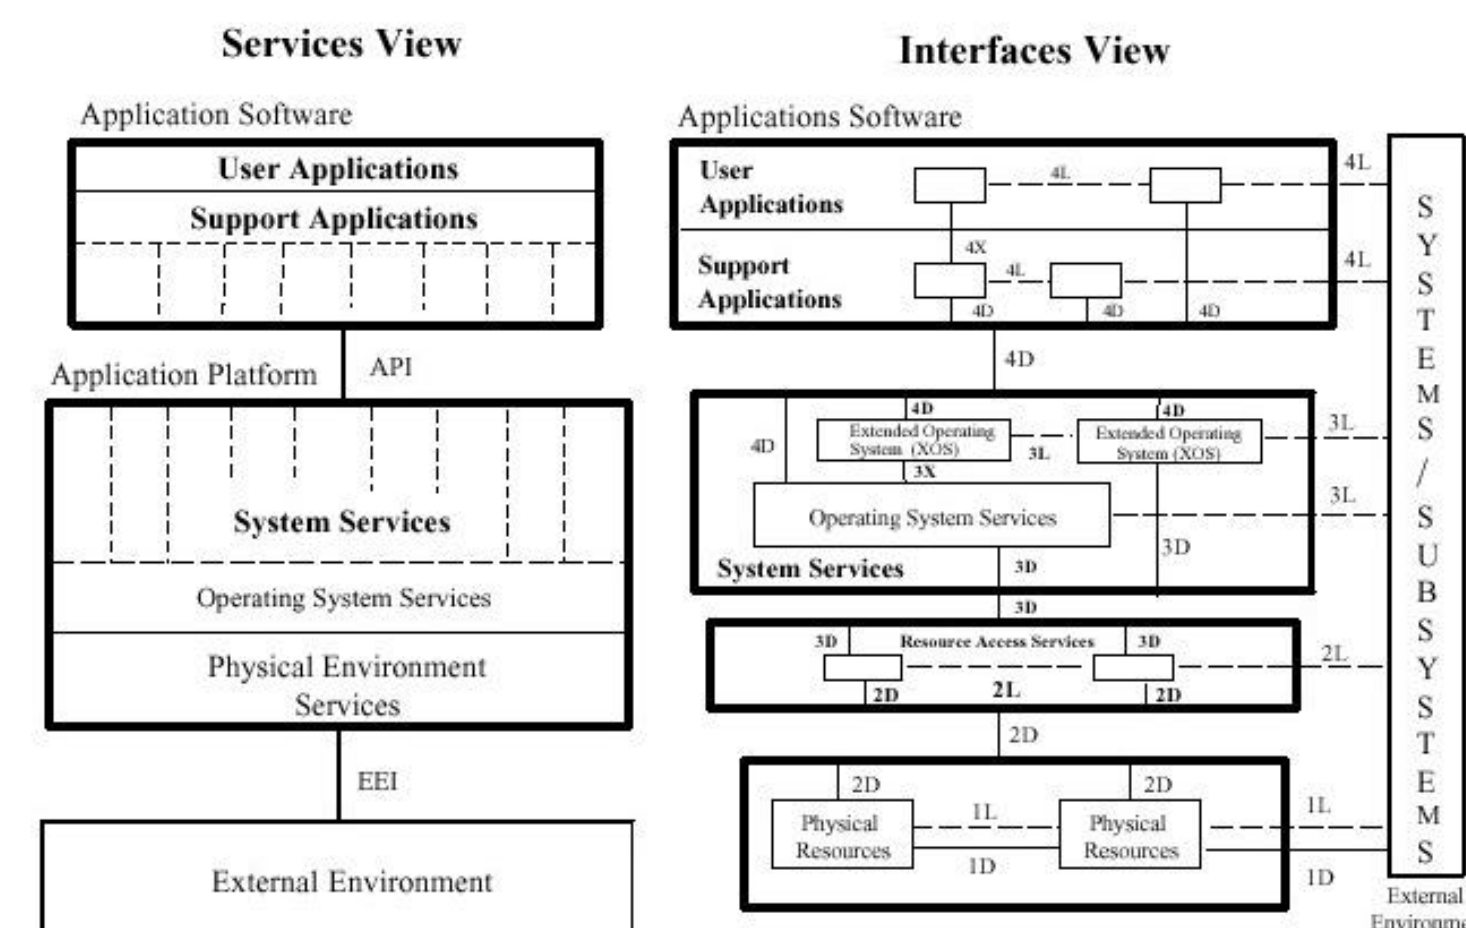 Services View
Application Software
User Applications
Support Applications
API
Application Platform
System Services
Operating System Services
Physical Environment
Services
EEI
External Environment
Interfaces View
Applications Software
User
Applications
4L
4L
4X
Support
Applications
4L
4L
4D
4D
4D
4D
4D
4D
4D
Extended Operating
System (XOS)
3L
Extended Operating
System (XOS)
3L
3X
Operating System Services
3L
3D
System Services
3D
3D
3D
Resource Access Services
3D
2L
2D
2L
2D
2D
2D
2D
Physical
Resources
1L
1D
Physical
Resources
1L
1D
SYSTEMS/SUBSYSTEMS
External